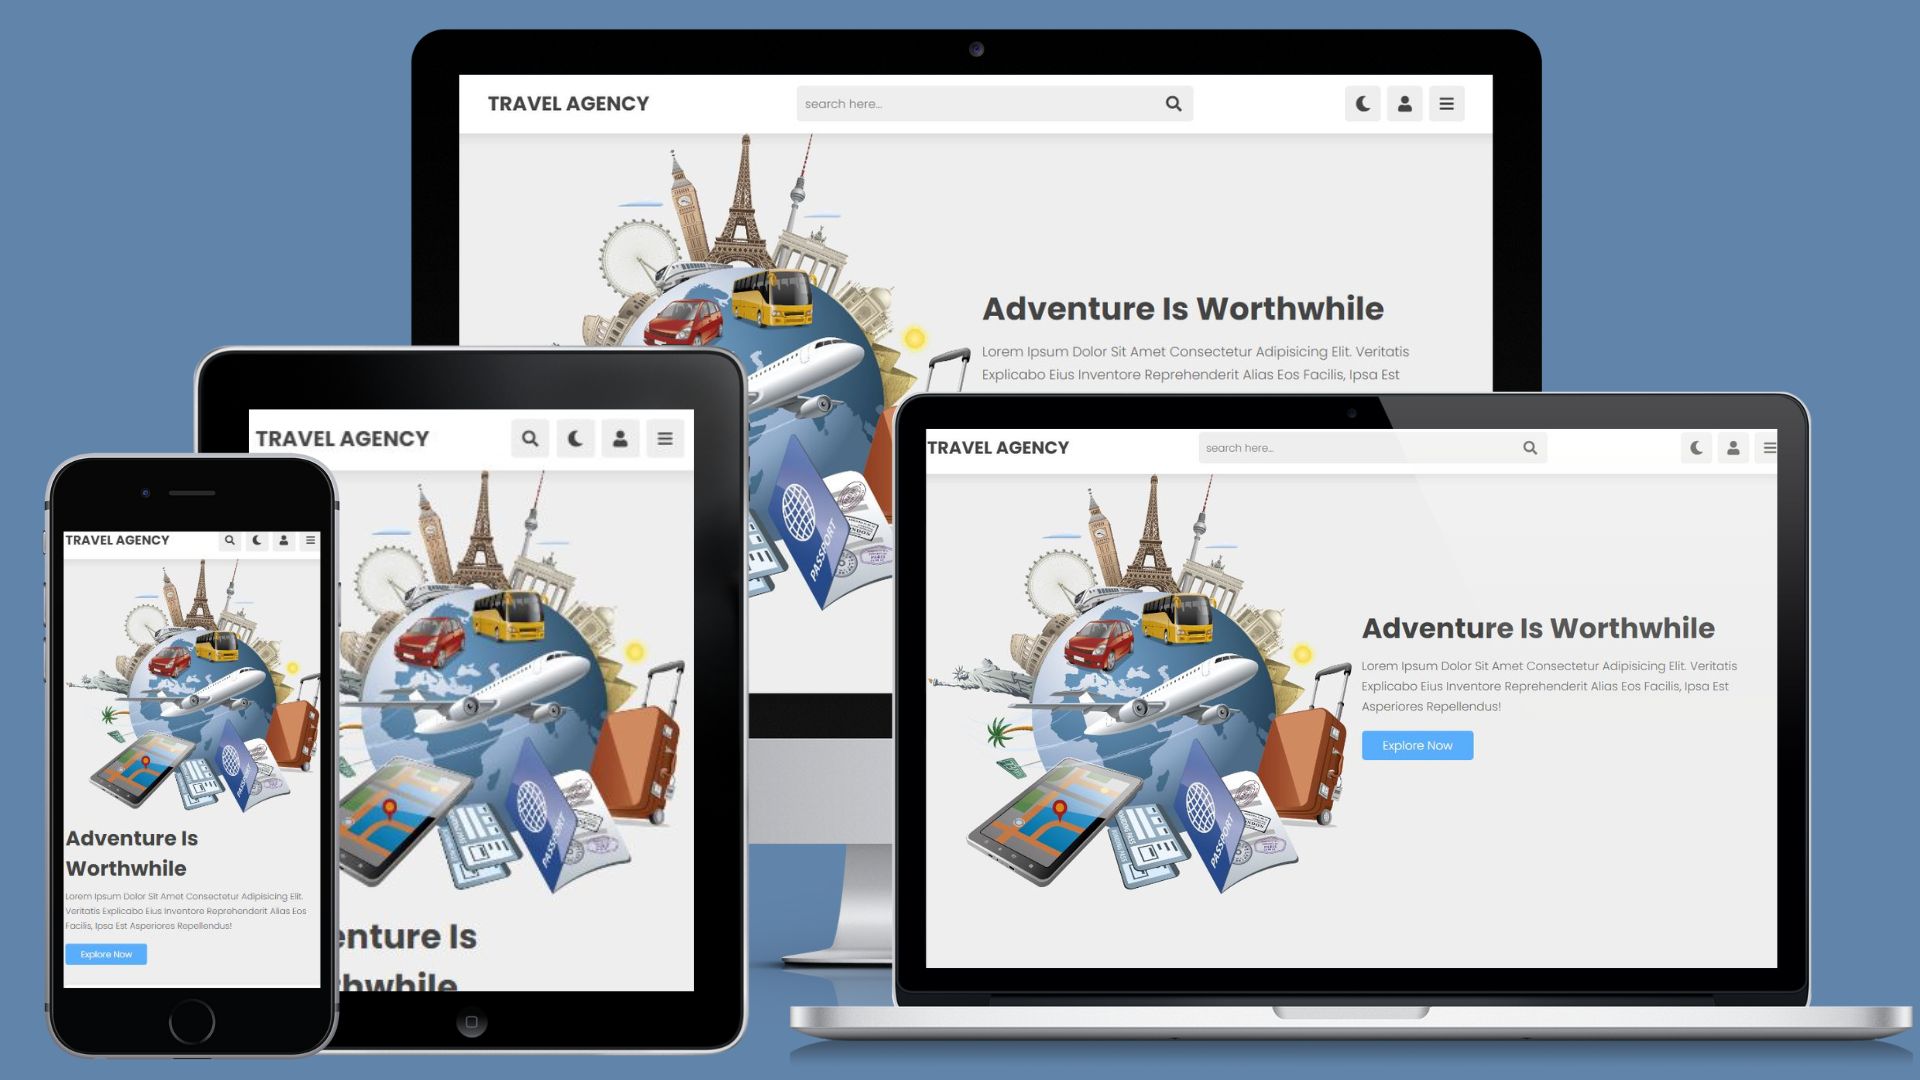 TRAVEL AGENCY
search here...
Adventure Is Worthwhile
Lorem Ipsum Dolor Sit Amet Consectetur Adipisicing Elit. Veritatis
Explicabo Eius Inventore Reprehenderit Alias Eos Facilis, Ipsa Est
PASSPORT
TRAVEL AGENCY
PASSPORT
enture Is
hwhile
TRAVEL AGENCY
PASSPORT
Adventure Is
Worthwhile
Lorem Ipsum Dolor Sit Amet Consectetur Adipisicing Elit.
Veritatis Explicabo Eius Inventore Reprehenderit Alias Eos
Facilis, Ipsa Est Asperiores Repellendus!
Explore Now
TRAVEL AGENCY
search here...
Adventure Is Worthwhile
Lorem Ipsum Dolor Sit Amet Consectetur Adipisicing Elit. Veritatis
Explicabo Eius Inventore Reprehenderit Alias Eos Facilis, Ipsa Est
Asperiores Repellendus!
Explore Now
BOARDING PASS
PASSPORT